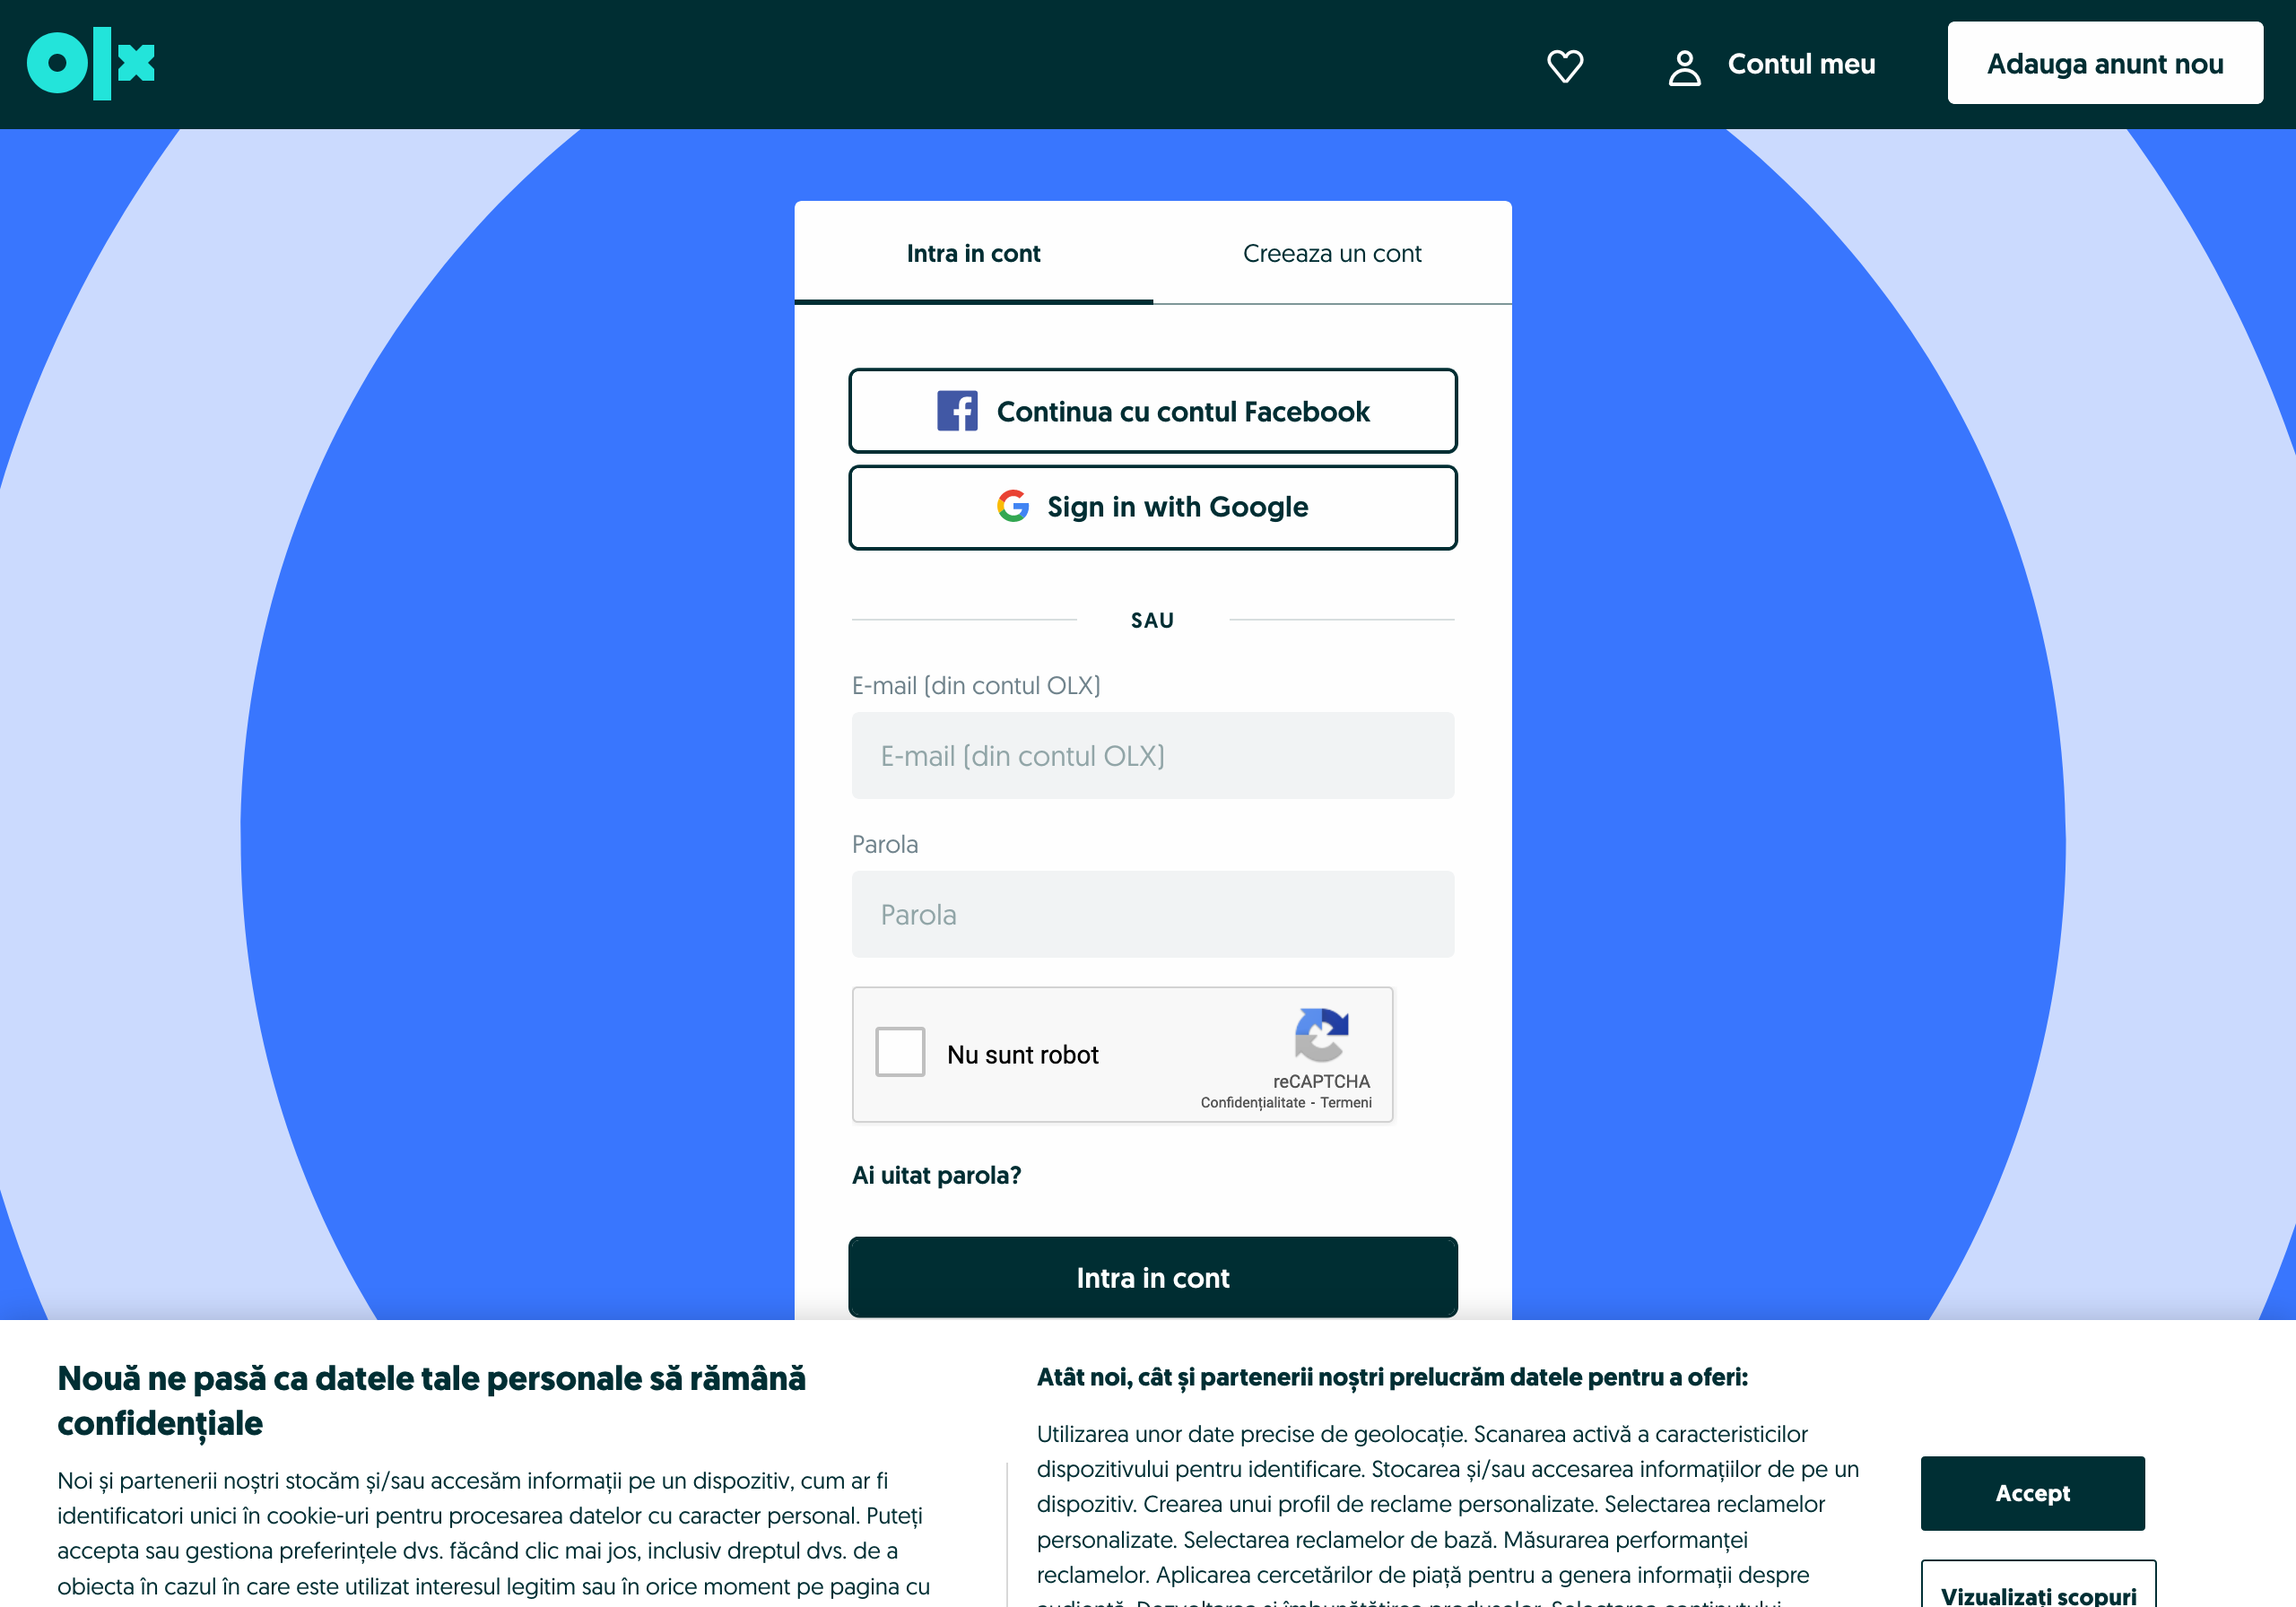 olx
Contul meu
Adauga anunt nou
Intra in cont
Creeaza un cont
Continua cu contul Facebook
Sign in with Google
SAU
E-mail (din contul OLX)
E-mail (din contul OLX)
Parola
Parola
Nu sunt robot
reCAPTCHA
Confidențialitate - Termeni
Ai uitat parola?
Intra in cont
Nouă ne pasă ca datele tale personale să rămână
confidențiale
Noi și partenerii noștri stocăm și/sau accesăm informații pe un dispozitiv, cum ar fi
identificatori unici în cookie-uri pentru procesarea datelor cu caracter personal. Puteți
accepta sau gestiona preferințele dvs. făcând clic mai jos, inclusiv dreptul dvs. de a
obiecta în cazul în care este utilizat interesul legitim sau în orice moment pe pagina cu
Atât noi, cât și partenerii noștri prelucrăm datele pentru a oferi:
Utilizarea unor date precise de geolocație. Scanarea activă a caracteristicilor
dispozitivului pentru identificare. Stocarea și/sau accesarea informațiilor de pe un
dispozitiv. Crearea unui profil de reclame personalizate. Selectarea reclamelor
personalizate. Selectarea reclamelor de bază. Măsurarea performanței
reclamelor. Aplicarea cercetărilor de piață pentru a genera informații despre
audiență. Dezvoltarea și îmbunătățirea produselor. Selectarea conținutului
Accept
Vizualizați scopuri